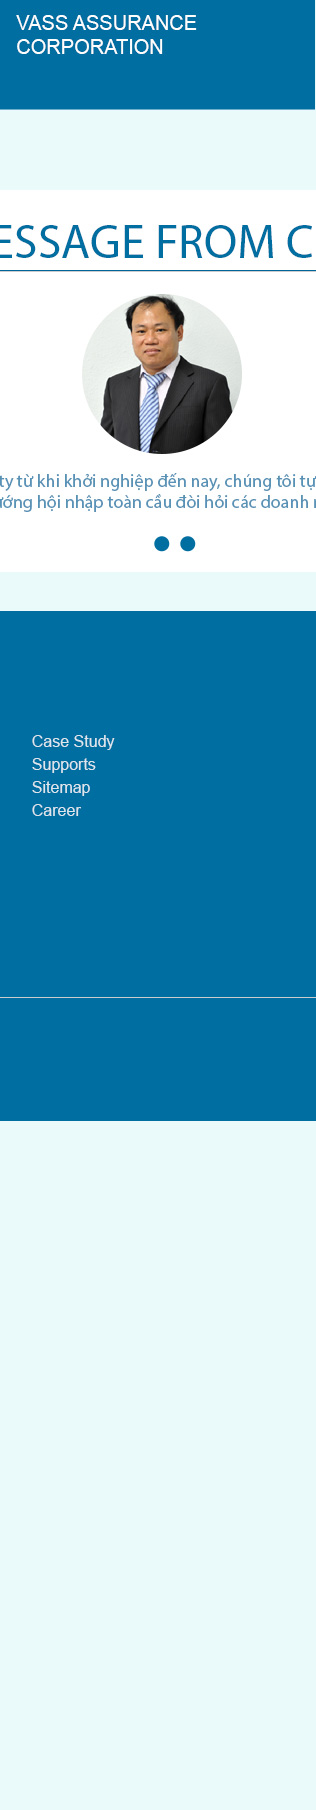 VASS ASSURANCE
CORPORATION
ESSAGE FROM C
ty từ khi khởi nghiệp đến nay, chúng tôi tự
ướng hội nhập toàn cầu đòi hỏi các doanh
Case Study
Supports
Sitemap
Career